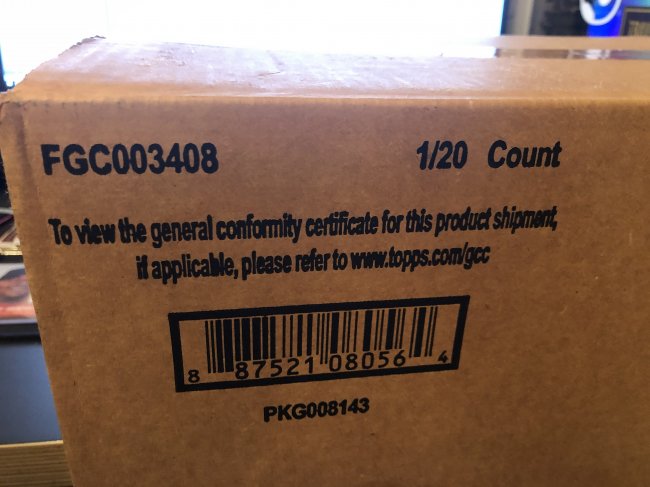 FGC003408 1/20 Count
To view the general conformity certificate for this product shipment,
if applicable, please refer to www.topps.com/gcc
8 87521 08056 4
PKG008143